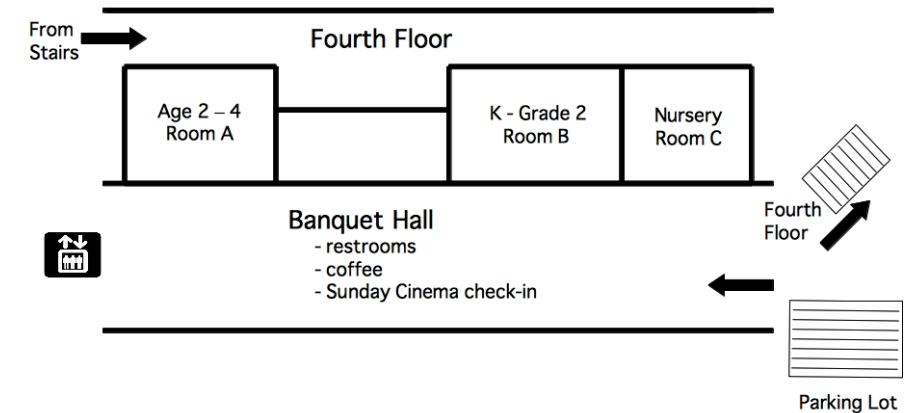 From
Stairs
Fourth Floor
Age 2 – 4
Room A
K - Grade 2
Room B
Nursery
Room C
Banquet Hall
- restrooms
- coffee
- Sunday Cinema check-in
Fourth
Floor
Parking Lot